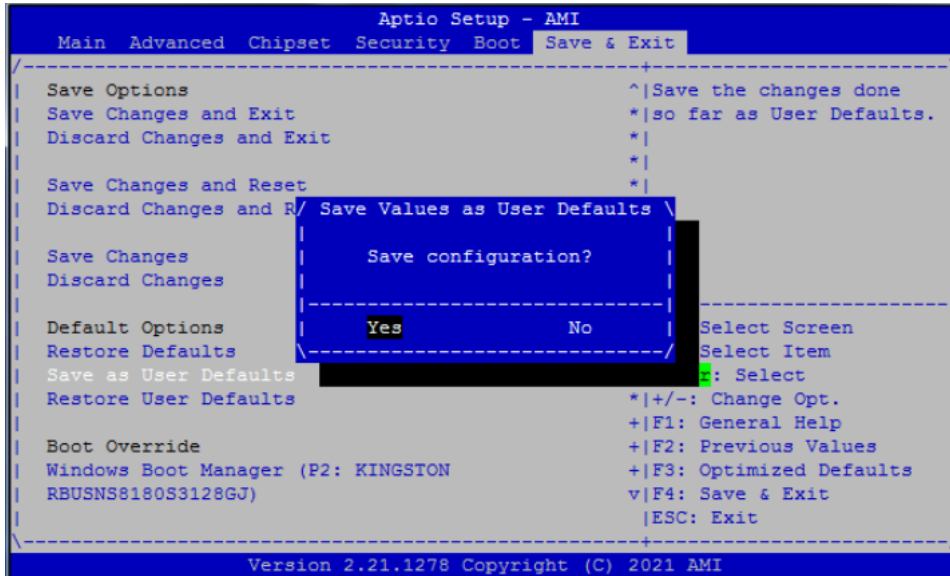 Aptio Setup - AMI
Main Advanced Chipset Security Boot Save & Exit
Save Options
Save Changes and Exit
Discard Changes and Exit
Save Changes and Reset
Discard Changes and R
Save Changes
Discard Changes
Default Options
Restore Defaults
Save as User Defaults
Restore User Defaults
Boot Override
Windows Boot Manager (P2: KINGSTON
RBUSNS8180S3128GJ)
Save Values as User Defaults
Save configuration?
Yes No
Save the changes done
so far as User Defaults.
Select Screen
Select Item
r: Select
+/-: Change Opt.
F1: General Help
F2: Previous Values
F3: Optimized Defaults
F4: Save & Exit
ESC: Exit
Version 2.21.1278 Copyright (C) 2021 AMI